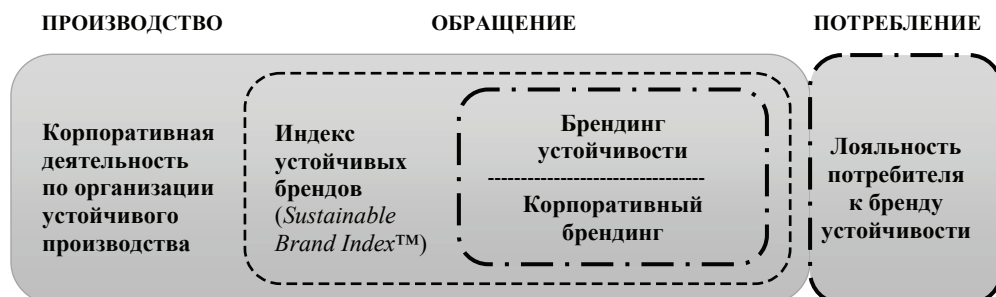 ПРОИЗВОДСТВО
ОБРАЩЕНИЕ
ПОТРЕБЛЕНИЕ
Корпоративная
деятельность
по организации
устойчивого
производства
Индекс
устойчивых
брендов
(Sustainable
Brand Index™)
Брендинг
устойчивости
Корпоративный
брендинг
Лояльность
потребителя
к бренду
устойчивости